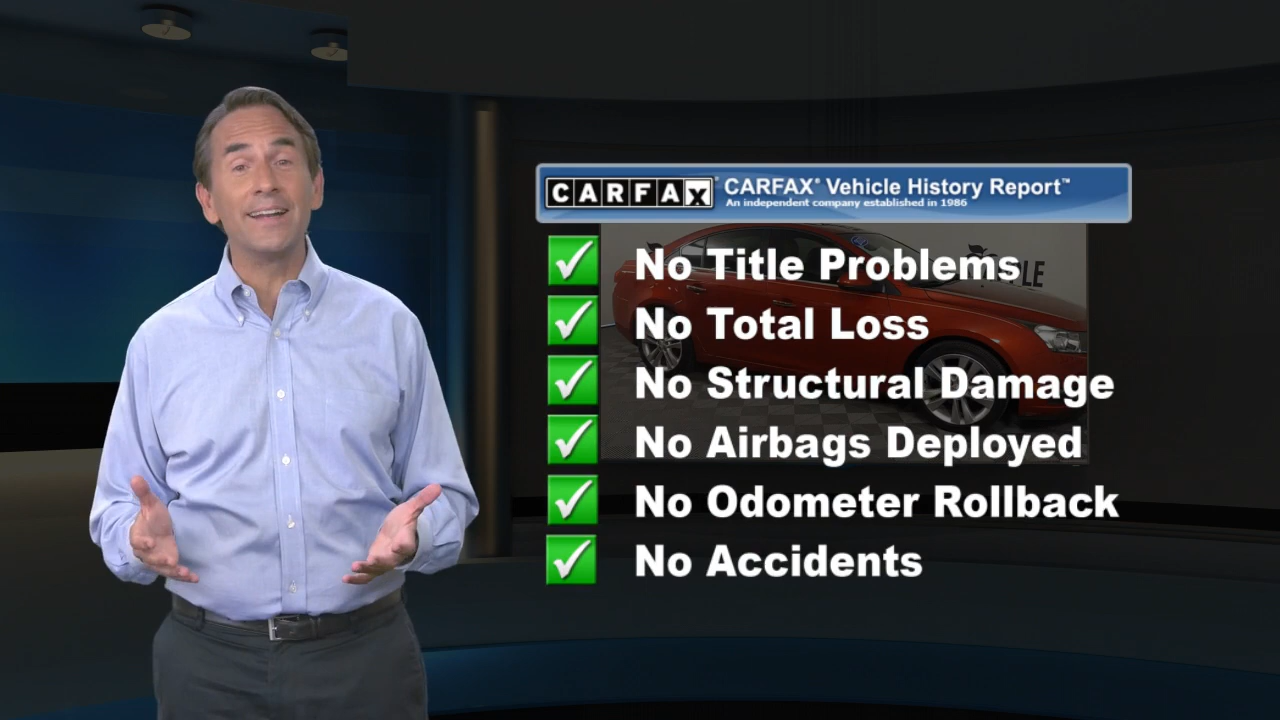 CARFAX CARFAX® Vehicle History Report™
An independent company established in 1986
No Title Problems
No Total Loss
No Structural Damage
No Airbags Deployed
No Odometer Rollback
No Accidents